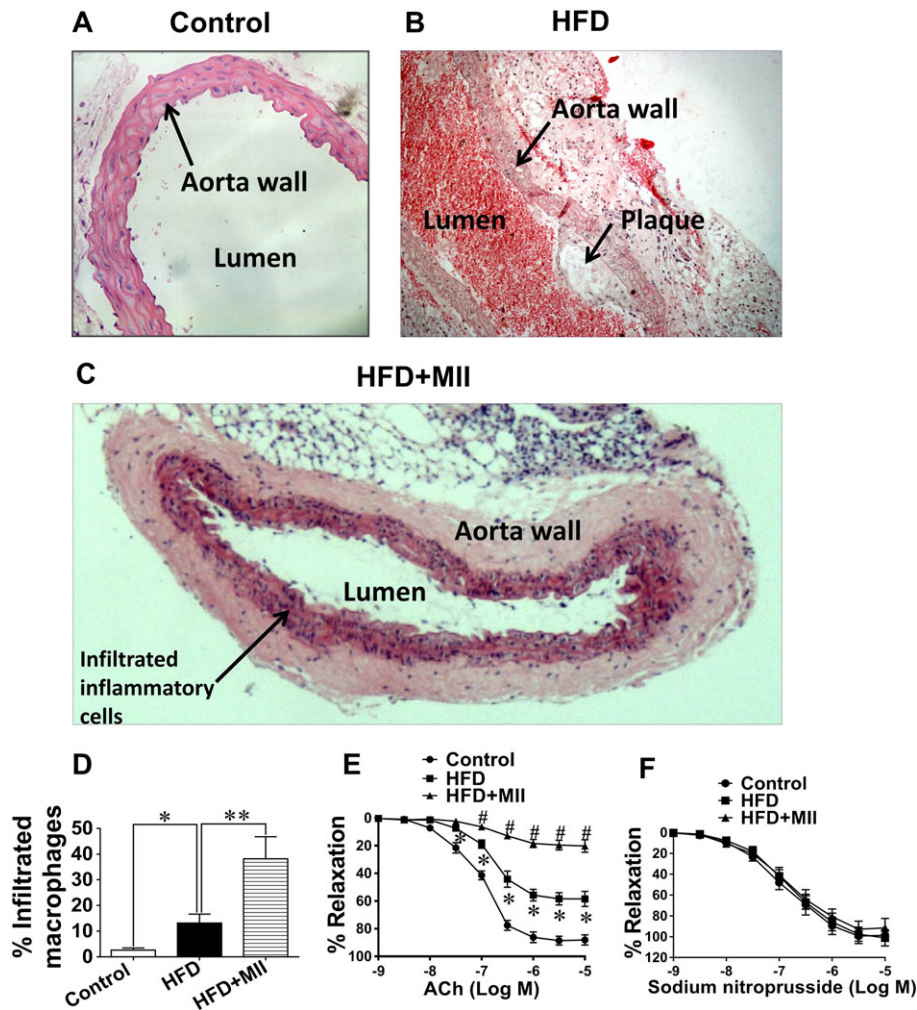 A
Control
B
HFD
Aorta wall
Lumen
Aorta wall
Lumen
Plaque
C
HFD+MII
Aorta wall
Lumen
Infiltrated
inflammatory
cells
D
% Infiltrated
macrophages
50
40
30
20
10
0
*
**
Control
HFD
HFD+MII
E
Control
HFD
HFD+MII
% Relaxation
0
20
40
60
80
100
# # # # #
* * * * * *
-9 -8 -7 -6 -5
ACh (Log M)
F
Control
HFD
HFD+MII
% Relaxation
0
20
40
60
80
100
120
-9 -8 -7 -6 -5
Sodium nitroprusside (Log M)